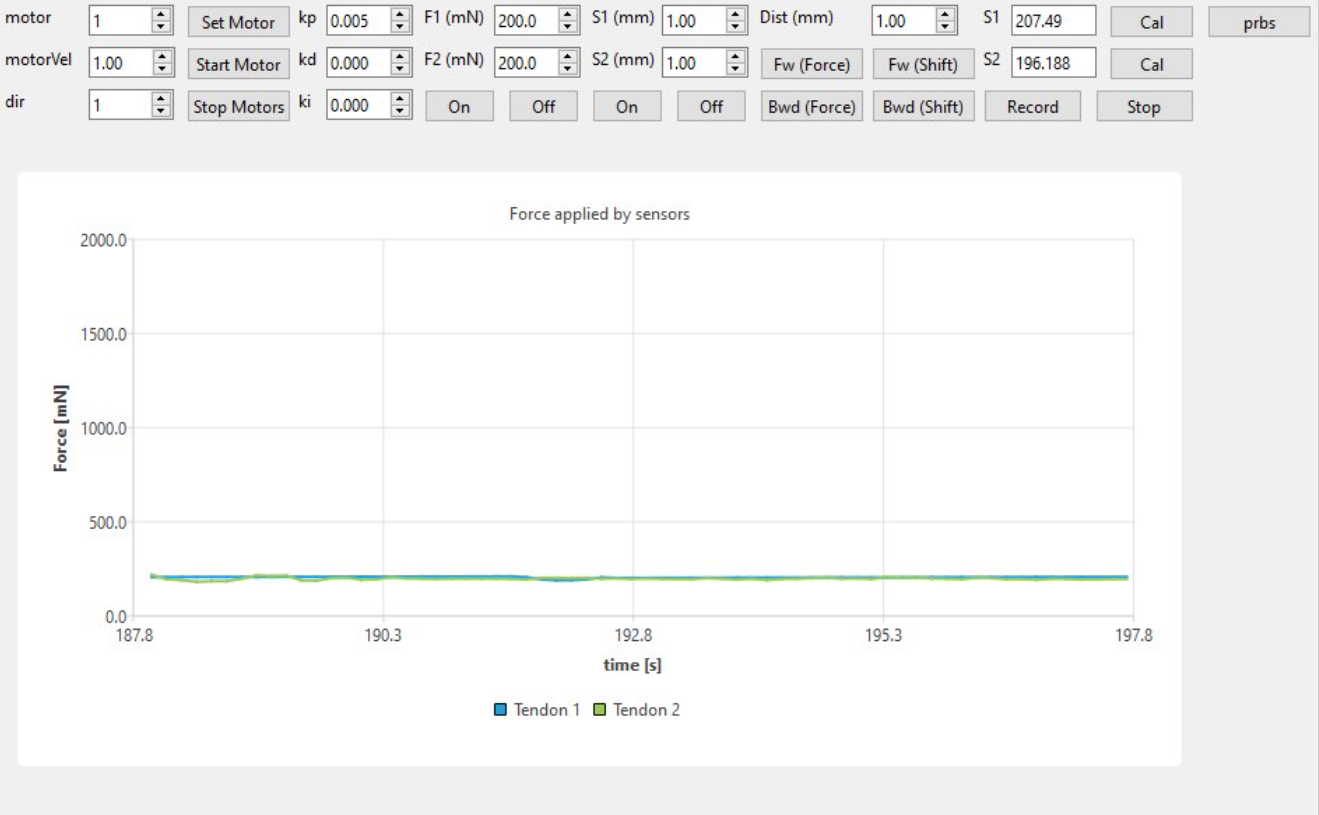 motor 1 Set Motor kp 0.005 F1 (mN) 200.0 S1 (mm) 1.00 Dist (mm) 1.00 S1 207.49 Cal prbs
motorVel 1.00 Start Motor kd 0.000 F2 (mN) 200.0 S2 (mm) 1.00 Fw (Force) Fw (Shift) S2 196.188 Cal
dir 1 Stop Motors ki 0.000 On Off On Off Bwd (Force) Bwd (Shift) Record Stop
Force applied by sensors
2000.0
1500.0
1000.0
500.0
0.0
Force [mN]
187.8 190.3 192.8 195.3 197.8
time [s]
Tendon 1 Tendon 2